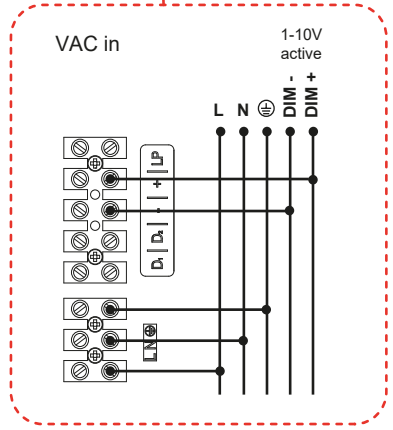 VAC in
1-10V
active
L N ⏚ DIM - DIM +
D₁ | D₂ | - | + | LP
L N ⏚